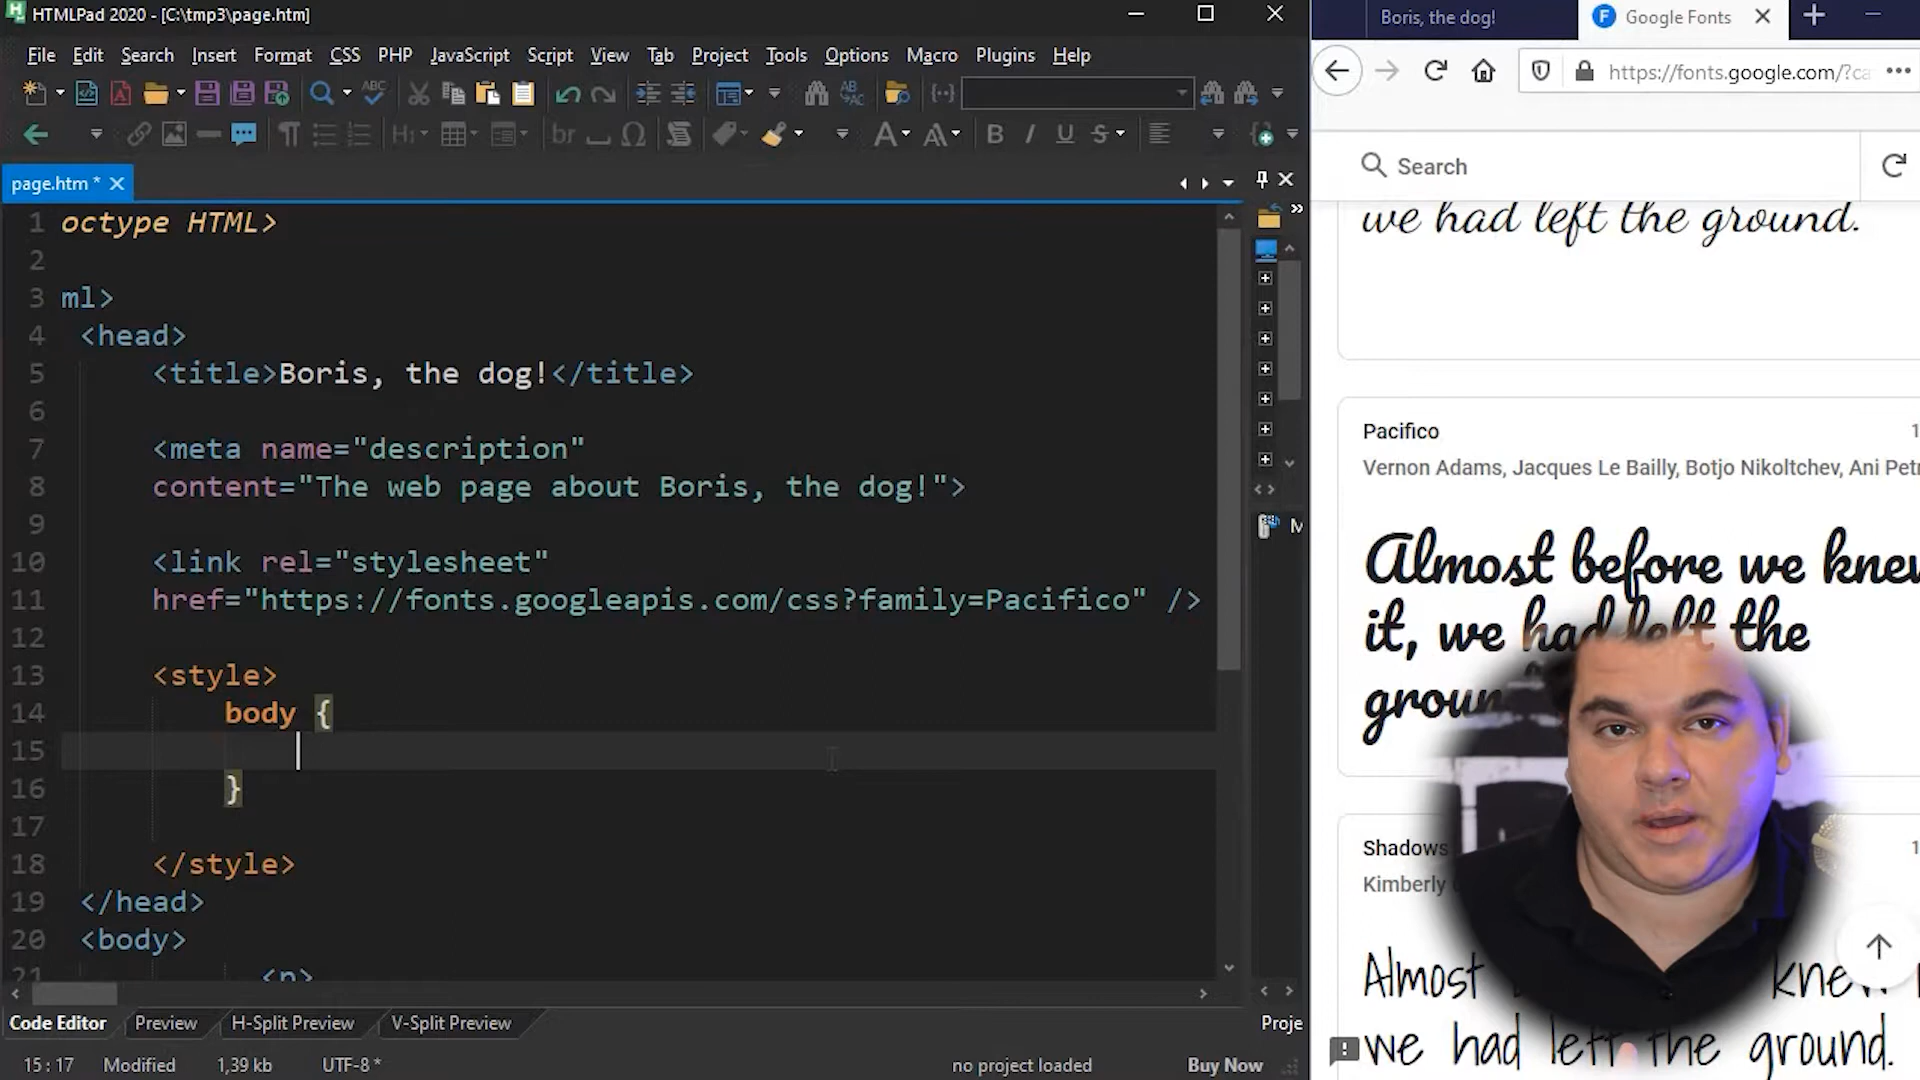 HTMLPad 2020 - [C:\tmp3\page.htm]
File Edit Search Insert Format CSS PHP JavaScript Script View Tab Project Tools Options Macro Plugins Help
page.htm *
1 octype HTML>
2
3 ml>
4 <head>
5 <title>Boris, the dog!</title>
6
7 <meta name="description"
8 content="The web page about Boris, the dog!">
9
10 <link rel="stylesheet"
11 href="https://fonts.googleapis.com/css?family=Pacifico" />
12
13 <style>
14 body {
15
16 }
17
18 </style>
19 </head>
20 <body>
21 <p>
Code Editor Preview H-Split Preview V-Split Preview
Proje
15 : 17 Modified 1,39 kb UTF-8 * no project loaded Buy Now
Boris, the dog!
Google Fonts
https://fonts.google.com/?ca
Search
we had left the ground.
Pacifico
Vernon Adams, Jacques Le Bailly, Botjo Nikoltchev, Ani Petr
Almost before we knew
it, we had left the
groun
Shadows
Kimberly
Almost knew
we had left the ground.